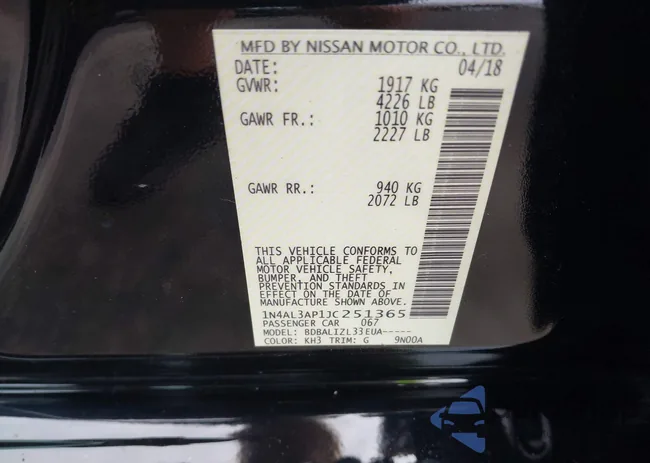 MFD BY NISSAN MOTOR CO., LTD.
DATE: 04/18
GVWR: 1917 KG
4226 LB
GAWR FR.: 1010 KG
2227 LB
GAWR RR.: 940 KG
2072 LB
THIS VEHICLE CONFORMS TO
ALL APPLICABLE FEDERAL
MOTOR VEHICLE SAFETY,
BUMPER, AND THEFT
PREVENTION STANDARDS IN
EFFECT ON THE DATE OF
MANUFACTURE SHOWN ABOVE.
1N4AL3AP1JC251365
PASSENGER CAR 067
MODEL: BDBALIZL33EUA-----
COLOR: KH3 TRIM: G 9N00A